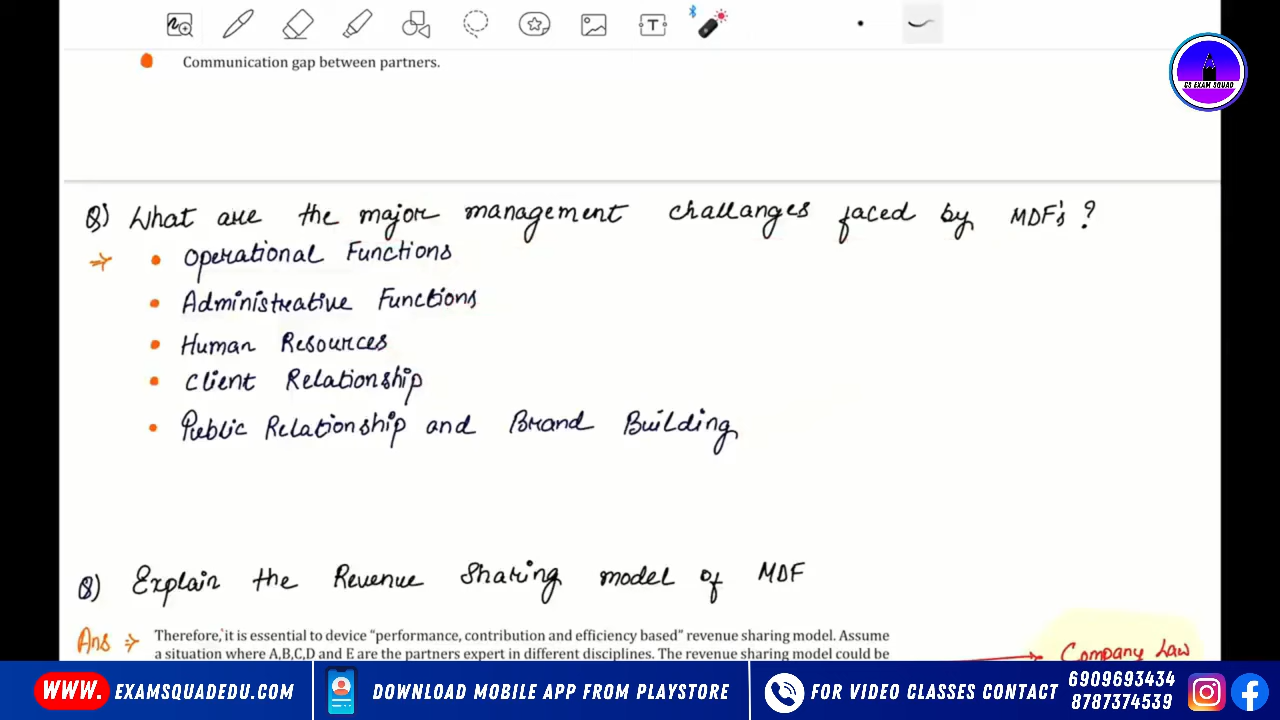 Communication gap between partners.
CS EXAM SQUAD
Q) What are the major management challanges faced by MDF's ?
→ • Operational Functions
• Administrative Functions
• Human Resources
• Client Relationship
• Public Relationship and Brand Building
Q) Explain the Revenue Sharing model of MDF
Ans → Therefore, it is essential to device “performance, contribution and efficiency based” revenue sharing model. Assume
a situation where A,B,C,D and E are the partners expert in different disciplines. The revenue sharing model could be
Company Law
WWW. EXAMSQUADEDU.COM
DOWNLOAD MOBILE APP FROM PLAYSTORE
FOR VIDEO CLASSES CONTACT
6909693434
8787374539